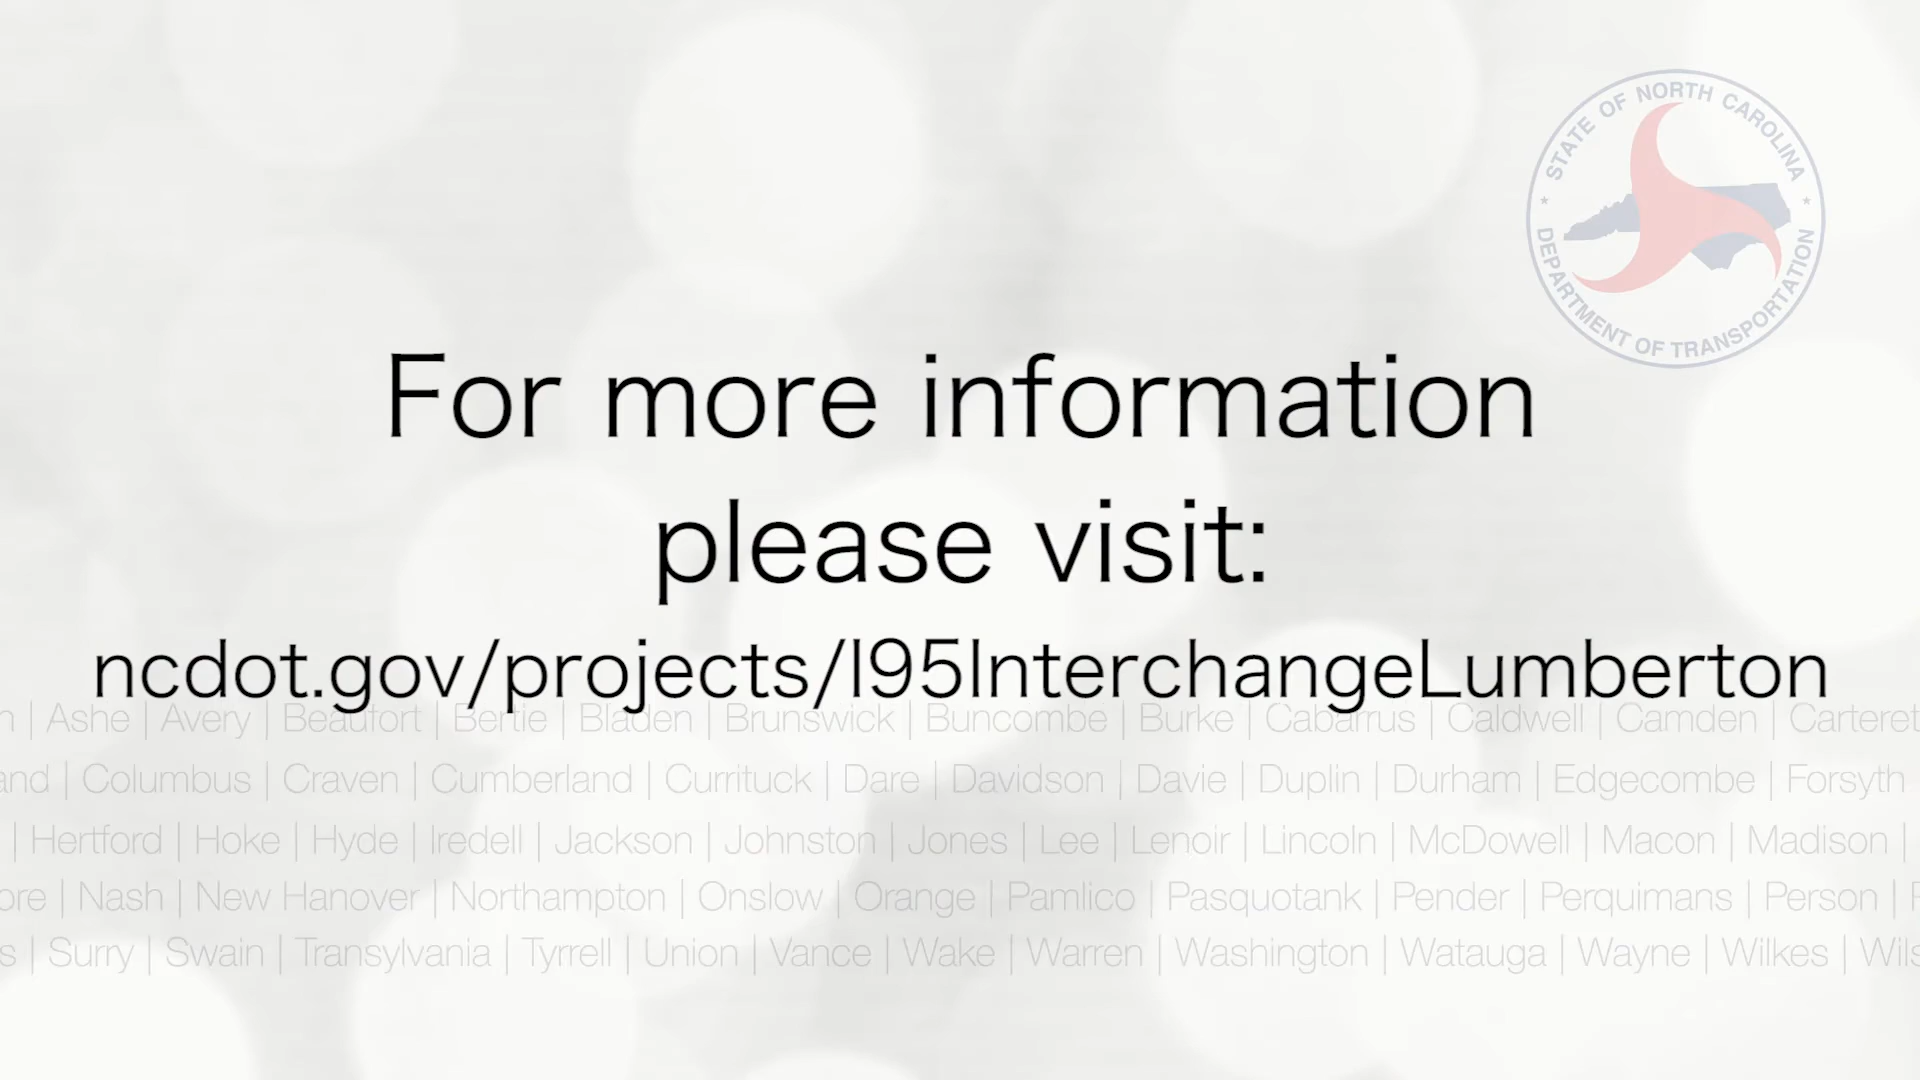 STATE OF NORTH CAROLINA
DEPARTMENT OF TRANSPORTATION
For more information
please visit:
ncdot.gov/projects/I95InterchangeLumberton
| Ashe | Avery | Beaufort | Bertie | Bladen | Brunswick | Buncombe | Burke | Cabarrus | Caldwell | Camden | Carteret
| Columbus | Craven | Cumberland | Currituck | Dare | Davidson | Davie | Duplin | Durham | Edgecombe | Forsyth
| Hertford | Hoke | Hyde | Iredell | Jackson | Johnston | Jones | Lee | Lenoir | Lincoln | McDowell | Macon | Madison |
| Nash | New Hanover | Northampton | Onslow | Orange | Pamlico | Pasquotank | Pender | Perquimans | Person |
| Surry | Swain | Transylvania | Tyrrell | Union | Vance | Wake | Warren | Washington | Watauga | Wayne | Wilkes |